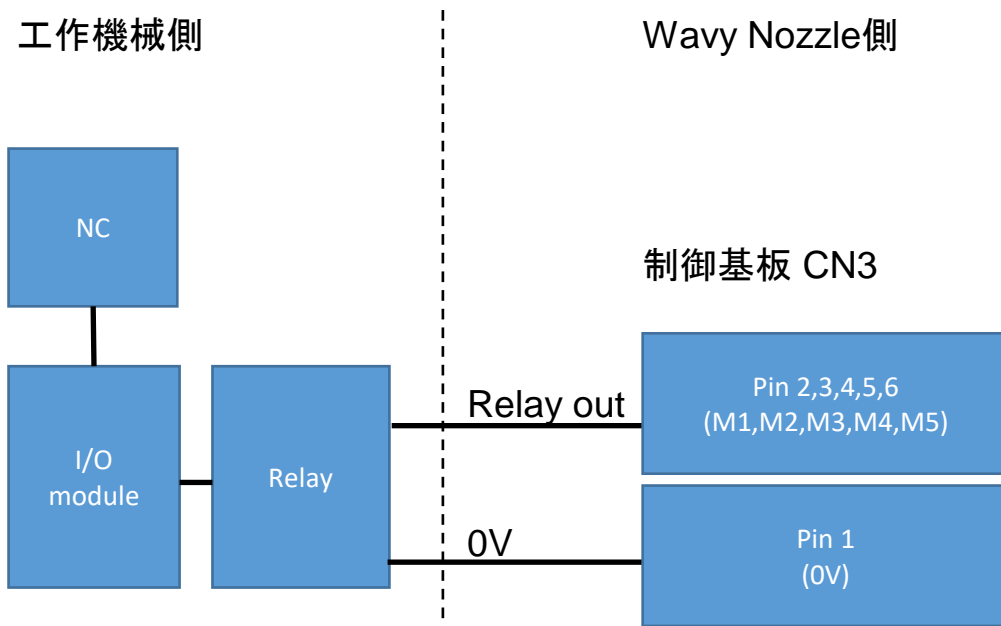 工作機械側
Wavy Nozzle側
NC
制御基板 CN3
I/O
module
Relay
Relay out
Pin 2,3,4,5,6
(M1,M2,M3,M4,M5)
0V
Pin 1
(0V)